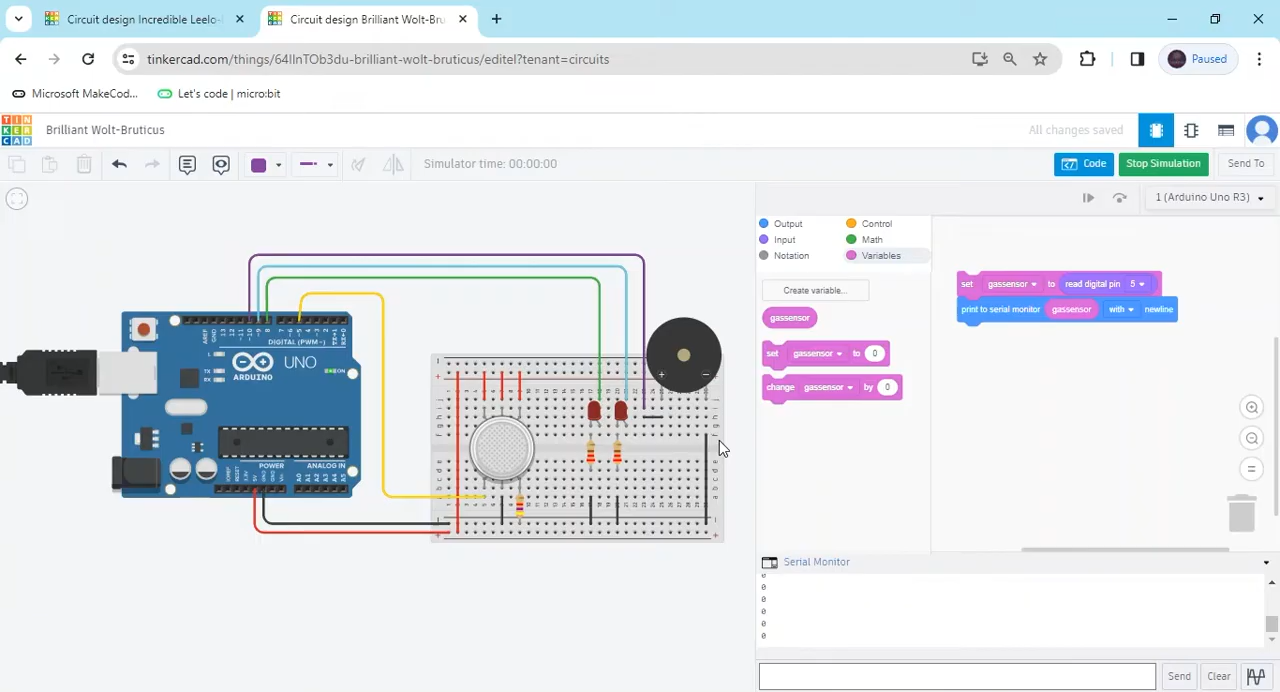 Circuit design Incredible Leelo-
Circuit design Brilliant Wolt-Bru
tinkercad.com/things/64lInTOb3du-brilliant-wolt-bruticus/editel?tenant=circuits
Paused
Microsoft MakeCod...
Let's code | micro:bit
TIN
KER
CAD
Brilliant Wolt-Bruticus
All changes saved
Simulator time: 00:00:00
Code
Stop Simulation
Send To
1 (Arduino Uno R3)
Output
Control
Input
Math
Notation
Variables
Create variable...
gassensor
set gassensor to 0
change gassensor by 0
set gassensor to read digital pin 5
print to serial monitor gassensor with newline
DIGITAL (PWM ~)
UNO
ARDUINO
ON
POWER
ANALOG IN
Serial Monitor
0
0
0
0
0
0
Send
Clear